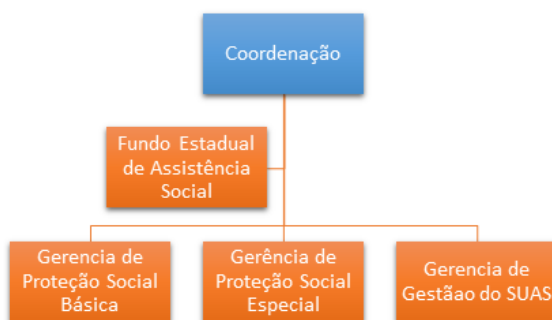 Coordenação
Fundo Estadual
de Assistência
Social
Gerencia de
Proteção Social
Básica
Gerência de
Proteção Social
Especial
Gerencia de
Gestãao do SUAS